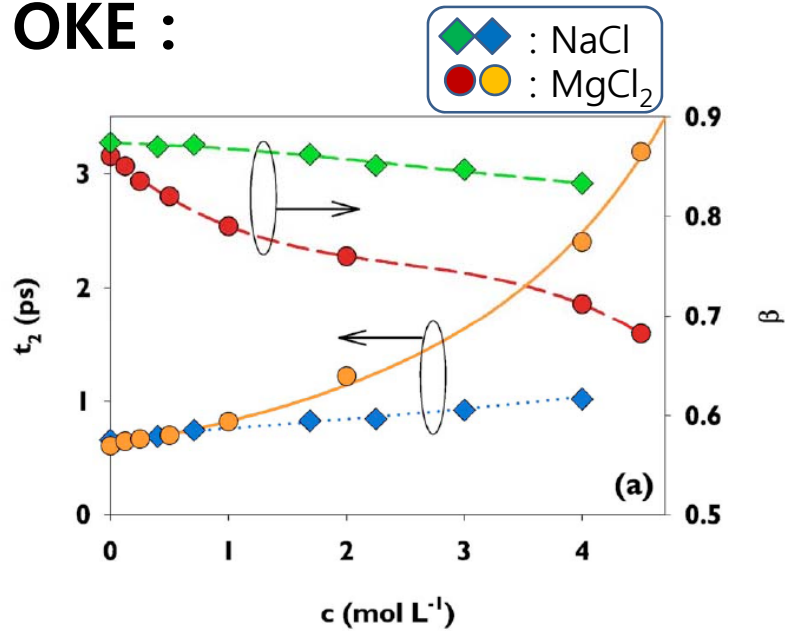 OKE :
: NaCl
: MgCl₂
3
2
1
0
t₂ (ps)
0.9
0.8
0.7
0.6
0.5
β
(a)
0 1 2 3 4
c (mol L⁻¹)